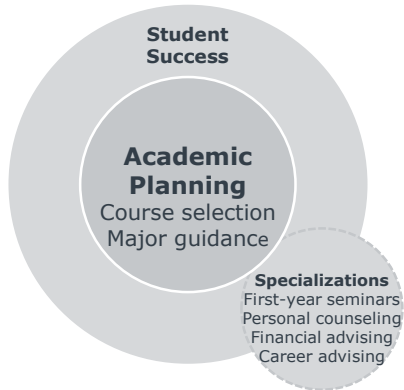 Student
Success
Academic
Planning
Course selection
Major guidance
Specializations
First-year seminars
Personal counseling
Financial advising
Career advising